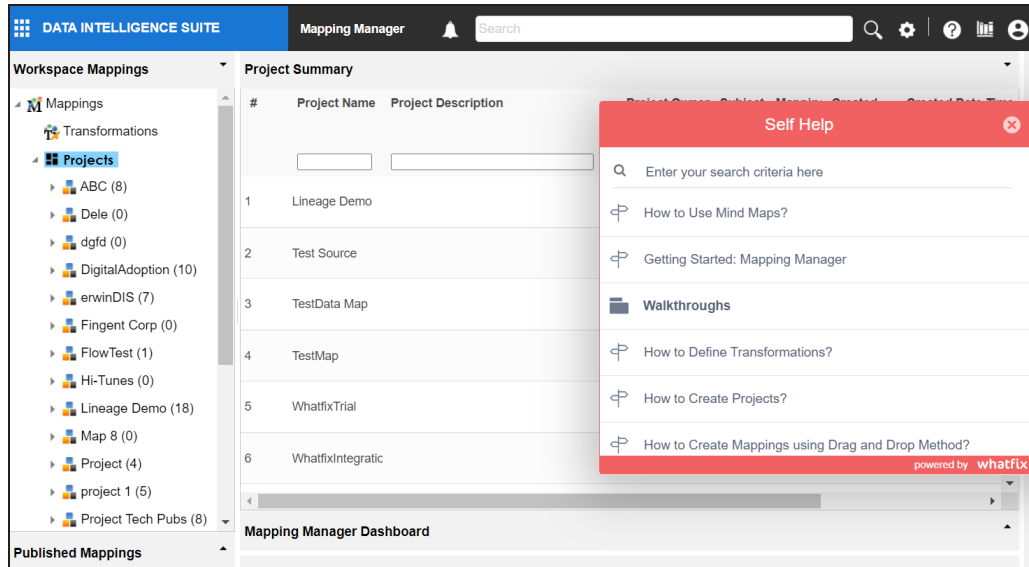 DATA INTELLIGENCE SUITE
Mapping Manager
Search
Workspace Mappings
Mappings
Transformations
Projects
ABC (8)
Dele (0)
dgfd (0)
DigitalAdoption (10)
erwinDIS (7)
Fingent Corp (0)
FlowTest (1)
Hi-Tunes (0)
Lineage Demo (18)
Map 8 (0)
Project (4)
project 1 (5)
Project Tech Pubs (8)
Published Mappings
Project Summary
# Project Name Project Description
1 Lineage Demo
2 Test Source
3 TestData Map
4 TestMap
5 WhatfixTrial
6 WhatfixIntegratic
Mapping Manager Dashboard
Self Help
Enter your search criteria here
How to Use Mind Maps?
Getting Started: Mapping Manager
Walkthroughs
How to Define Transformations?
How to Create Projects?
How to Create Mappings using Drag and Drop Method?
powered by whatfix